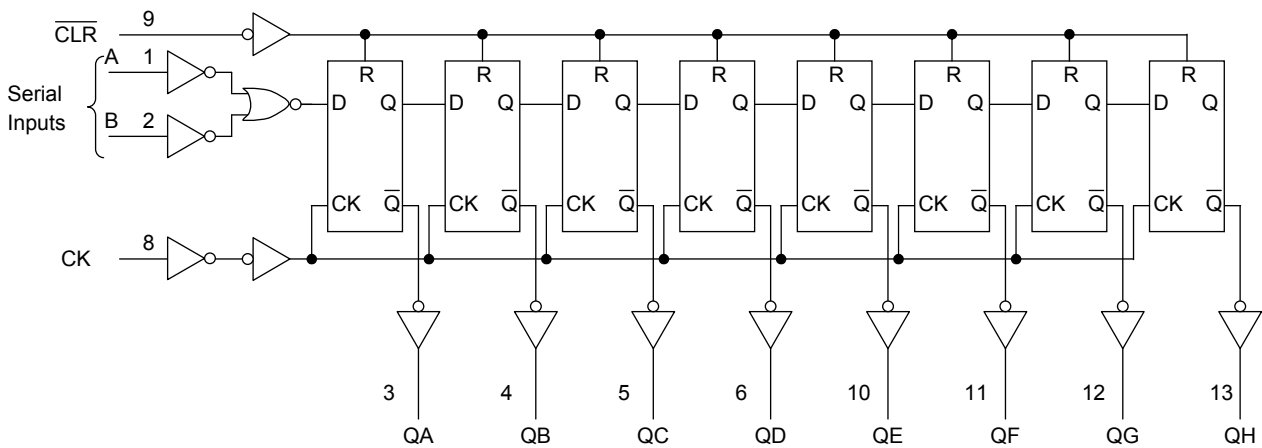 CLR 9
A 1
Serial Inputs
B 2
R R R R R R R R
D Q D Q D Q D Q D Q D Q D Q D Q
CK Q CK Q CK Q CK Q CK Q CK Q CK Q CK Q
CK 8
3 4 5 6 10 11 12 13
QA QB QC QD QE QF QG QH